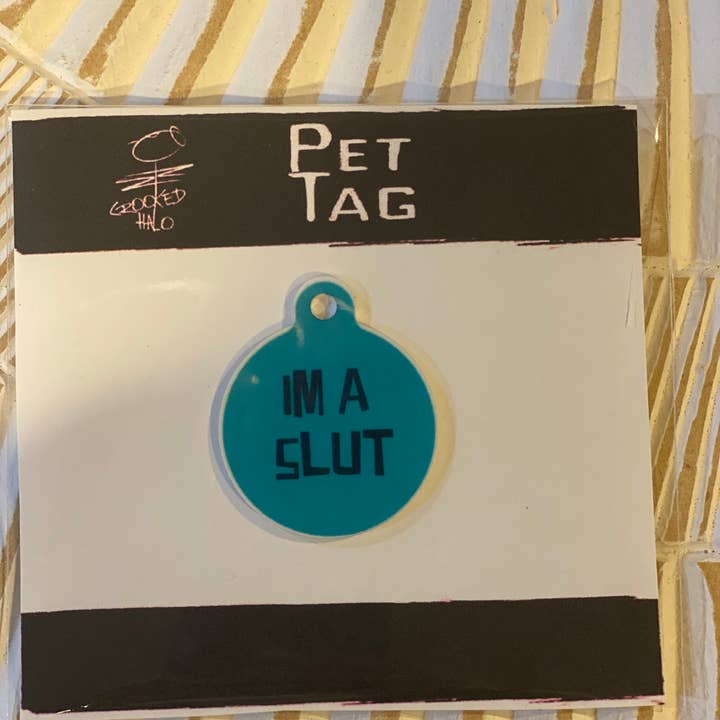 PET
TAG
CROOKED
HALO
IM A
SLUT